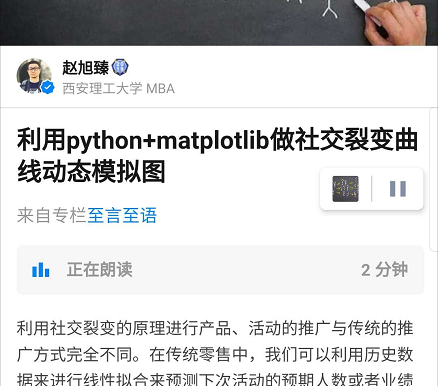 赵旭臻
西安理工大学 MBA
利用python+matplotlib做社交裂变曲
线动态模拟图
来自专栏至言至语
正在朗读
2 分钟
利用社交裂变的原理进行产品、活动的推广与传统的推
广方式完全不同。在传统零售中，我们可以利用历史数
据来进行线性拟合来预测下次活动的预期人数或者业绩